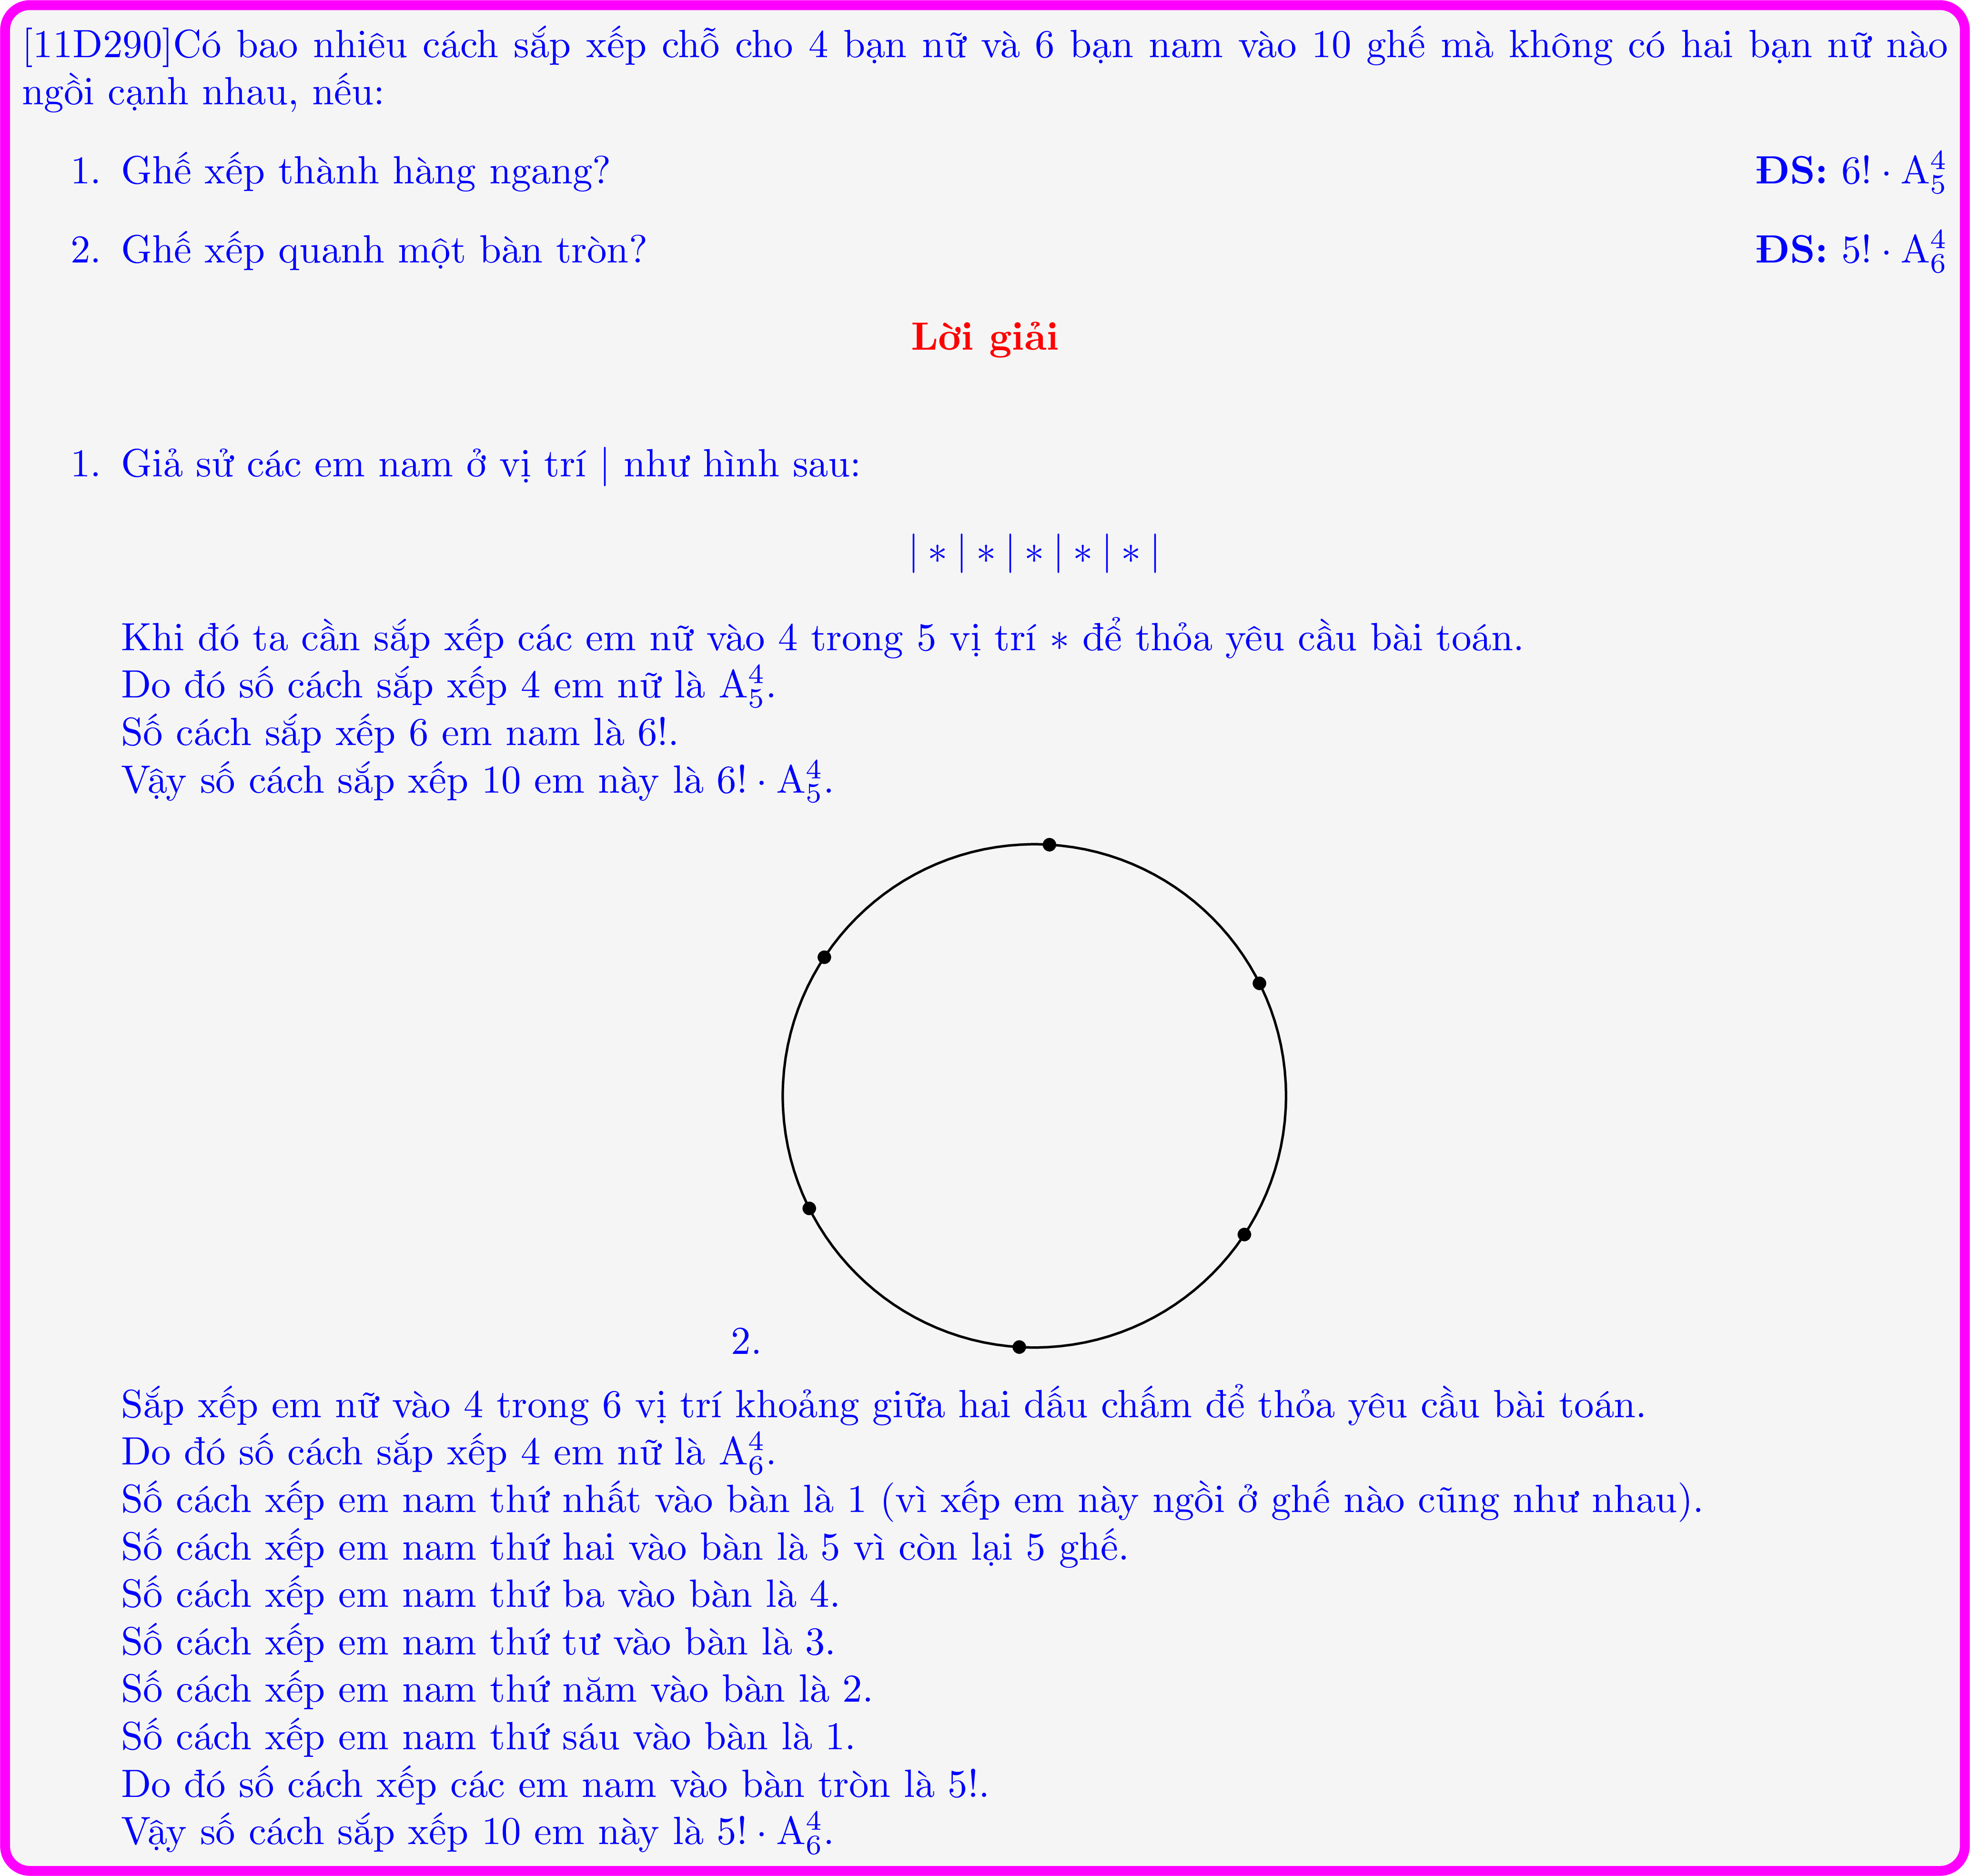 [11D290]Có bao nhiêu cách sắp xếp chỗ cho 4 bạn nữ và 6 bạn nam vào 10 ghế mà không có hai bạn nữ nào
ngồi cạnh nhau, nếu:
1. Ghế xếp thành hàng ngang? ĐS: 6! · A_5^4
2. Ghế xếp quanh một bàn tròn? ĐS: 5! · A_6^4
Lời giải
1. Giả sử các em nam ở vị trí | như hình sau:
| * | * | * | * | * |
Khi đó ta cần sắp xếp các em nữ vào 4 trong 5 vị trí * để thỏa yêu cầu bài toán.
Do đó số cách sắp xếp 4 em nữ là A_5^4.
Số cách sắp xếp 6 em nam là 6!.
Vậy số cách sắp xếp 10 em này là 6! · A_5^4.
2.
Sắp xếp em nữ vào 4 trong 6 vị trí khoảng giữa hai dấu chấm để thỏa yêu cầu bài toán.
Do đó số cách sắp xếp 4 em nữ là A_6^4.
Số cách xếp em nam thứ nhất vào bàn là 1 (vì xếp em này ngồi ở ghế nào cũng như nhau).
Số cách xếp em nam thứ hai vào bàn là 5 vì còn lại 5 ghế.
Số cách xếp em nam thứ ba vào bàn là 4.
Số cách xếp em nam thứ tư vào bàn là 3.
Số cách xếp em nam thứ năm vào bàn là 2.
Số cách xếp em nam thứ sáu vào bàn là 1.
Do đó số cách xếp các em nam vào bàn tròn là 5!.
Vậy số cách sắp xếp 10 em này là 5! · A_6^4.